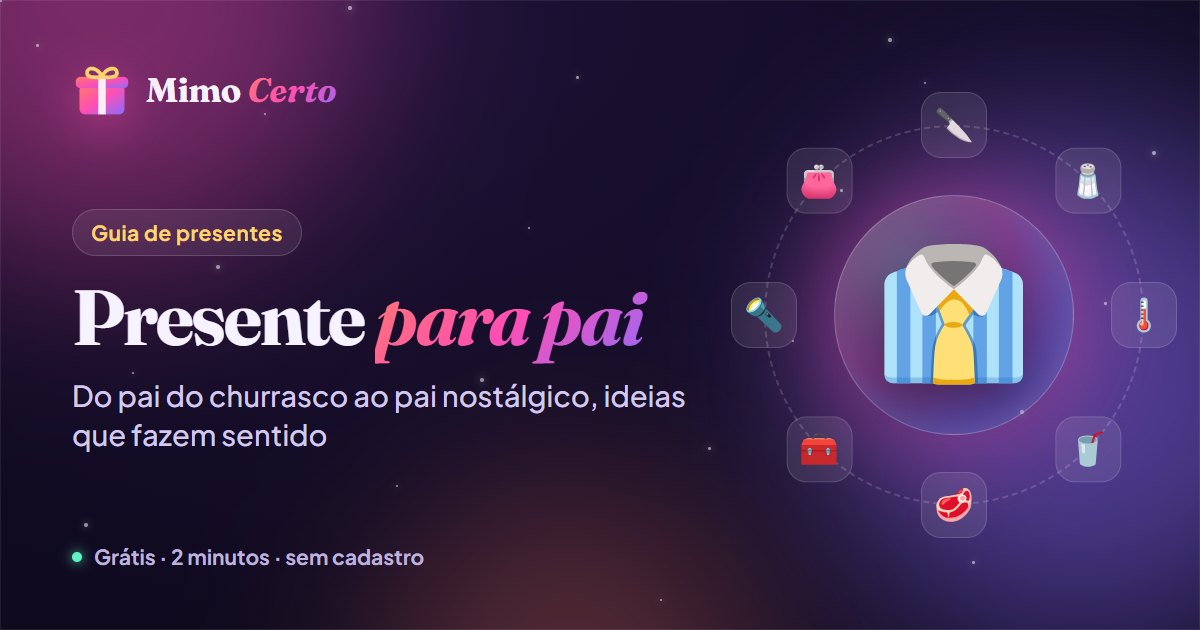 Mimo Certo
Guia de presentes
Presente para pai
Do pai do churrasco ao pai nostálgico, ideias
que fazem sentido
Grátis · 2 minutos · sem cadastro